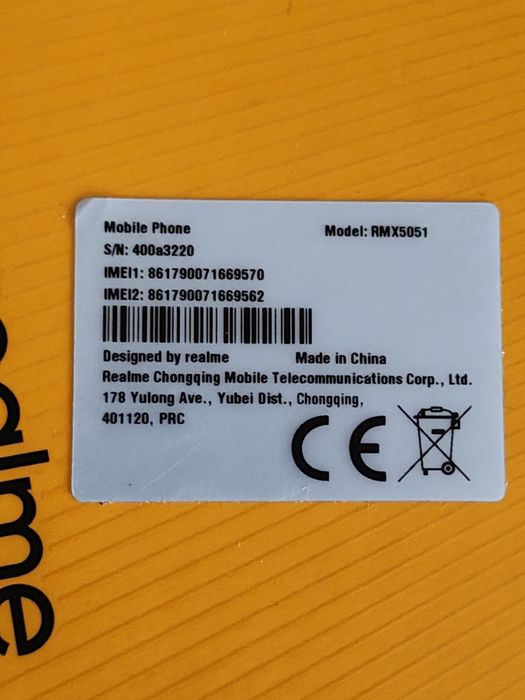 Mobile Phone
Model: RMX5051
S/N: 400a3220
IMEI1: 861790071669570
IMEI2: 861790071669562
Designed by realme
Made in China
Realme Chongqing Mobile Telecommunications Corp., Ltd.
178 Yulong Ave., Yubei Dist., Chongqing,
401120, PRC
CE
realme